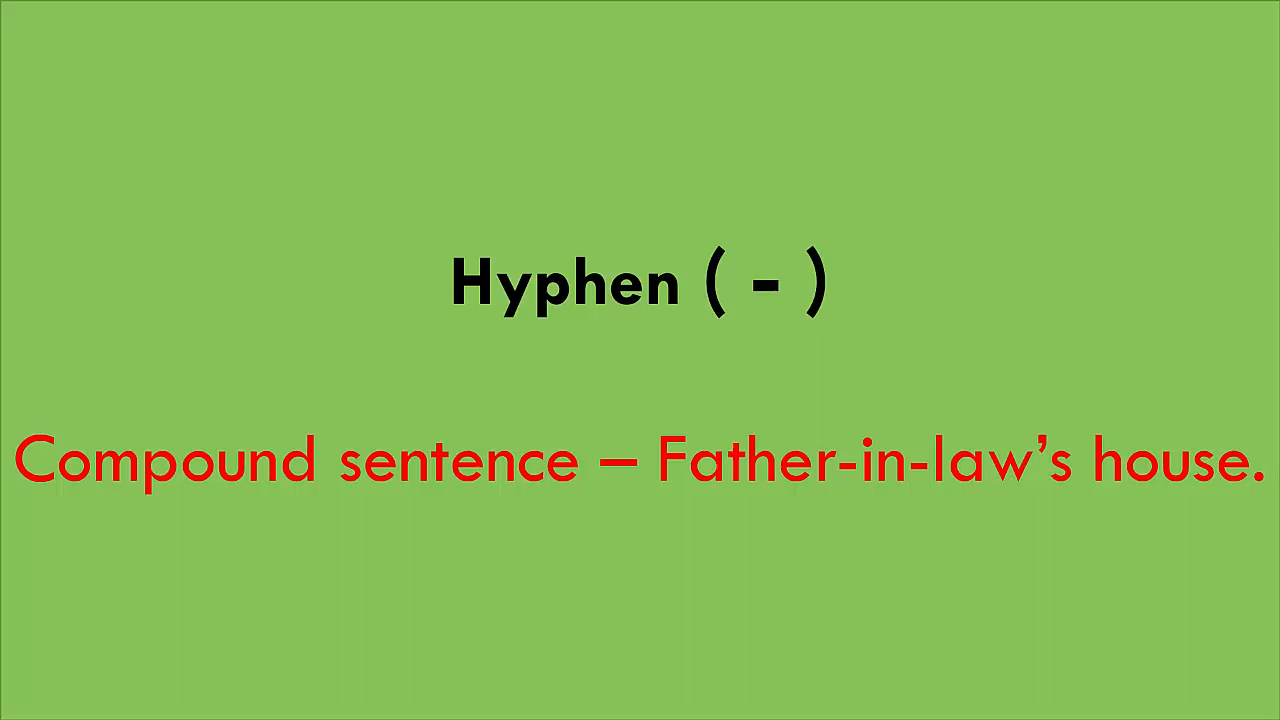 Hyphen ( - )
Compound sentence – Father-in-law’s house.